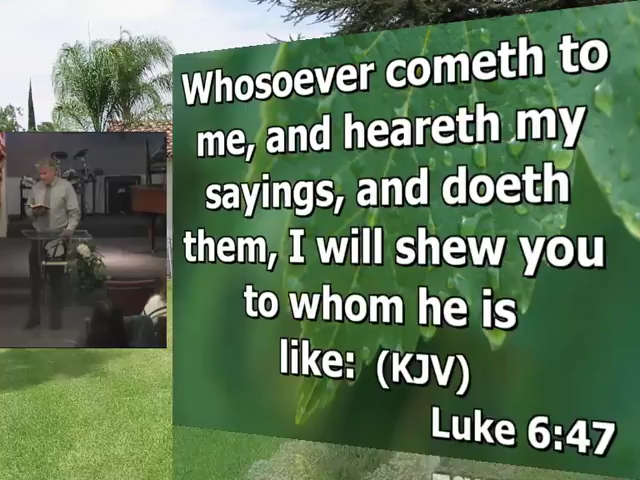 Whosoever cometh to
me, and heareth my
sayings, and doeth
them, I will shew you
to whom he is
like: (KJV)
Luke 6:47